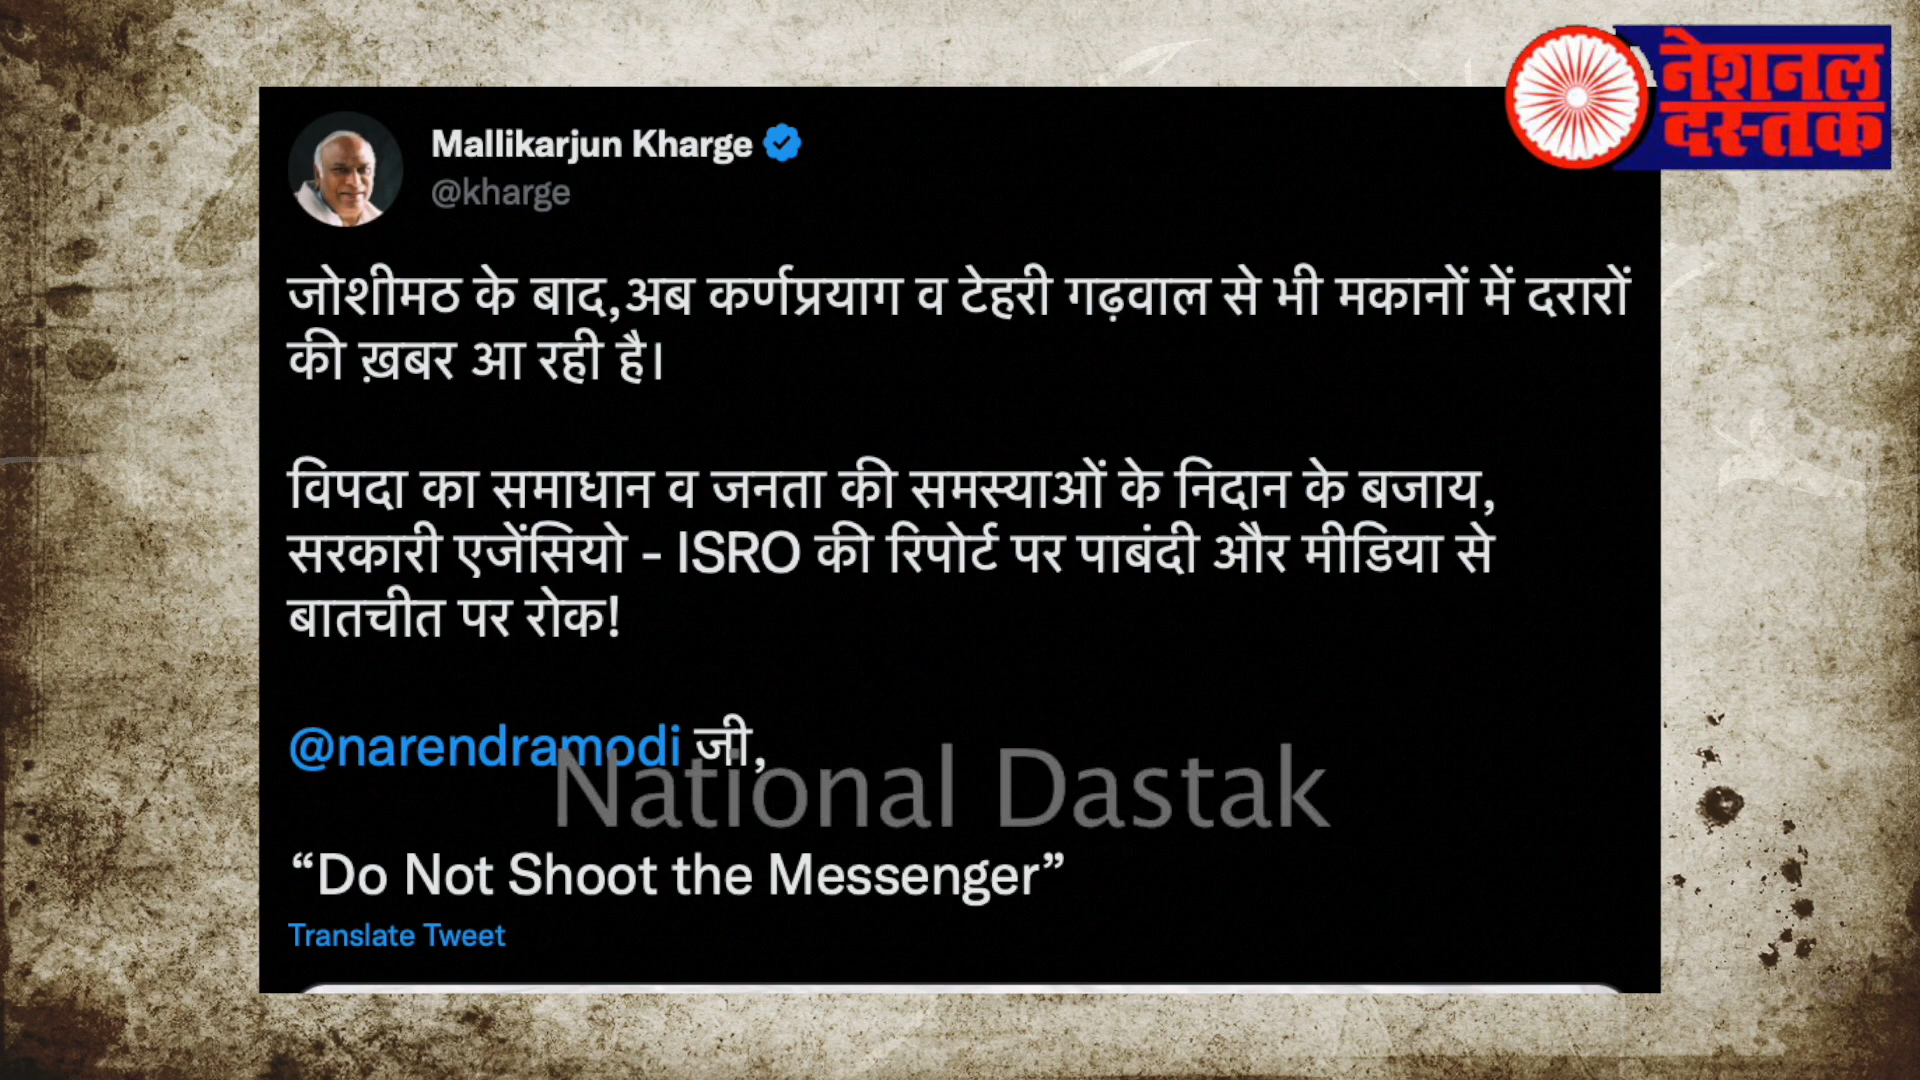 नेशनल
दस्तक
Mallikarjun Kharge
@kharge
जोशीमठ के बाद,अब कर्णप्रयाग व टेहरी गढ़वाल से भी मकानों में दरारों
की ख़बर आ रही है।
विपदा का समाधान व जनता की समस्याओं के निदान के बजाय,
सरकारी एजेंसियो - ISRO की रिपोर्ट पर पाबंदी और मीडिया से
बातचीत पर रोक!
@narendramodi जी,
National Dastak
“Do Not Shoot the Messenger”
Translate Tweet